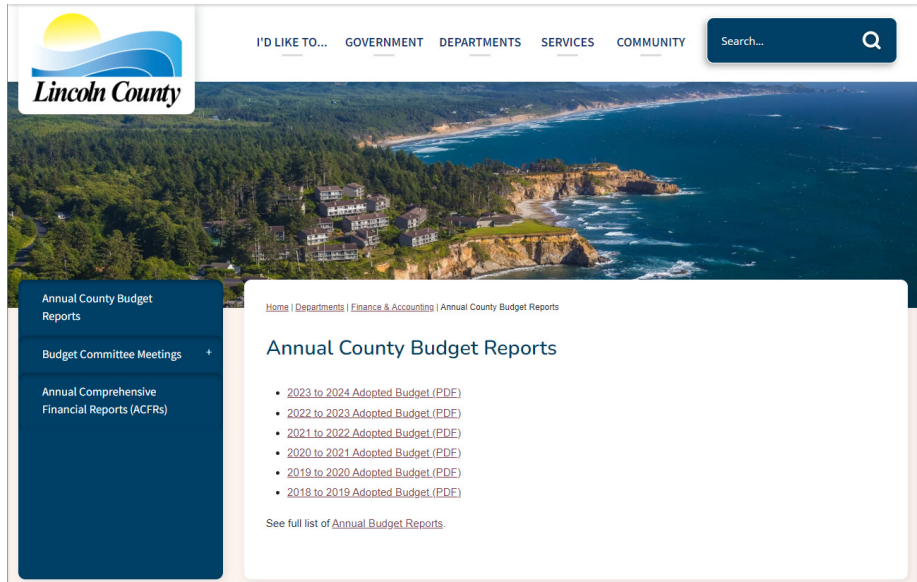 Lincoln County
I'D LIKE TO... GOVERNMENT DEPARTMENTS SERVICES COMMUNITY Search...
Annual County Budget
Reports
Budget Committee Meetings +
Annual Comprehensive
Financial Reports (ACFRs)
Home | Departments | Finance & Accounting | Annual County Budget Reports
Annual County Budget Reports
• 2023 to 2024 Adopted Budget (PDF)
• 2022 to 2023 Adopted Budget (PDF)
• 2021 to 2022 Adopted Budget (PDF)
• 2020 to 2021 Adopted Budget (PDF)
• 2019 to 2020 Adopted Budget (PDF)
• 2018 to 2019 Adopted Budget (PDF)
See full list of Annual Budget Reports.